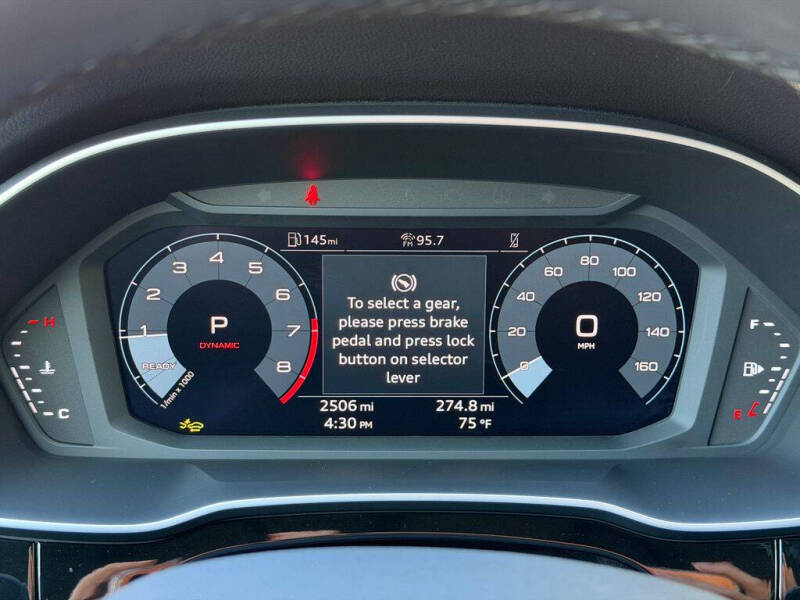 145mi
FM 95.7
To select a gear,
please press brake
pedal and press lock
button on selector
lever
1
2
3
4
5
6
7
8
P
DYNAMIC
READY
1/min x 1000
0
20
40
60
80
100
120
140
160
0
MPH
H
C
F
E
2506 mi
274.8 mi
4:30 PM
75 °F